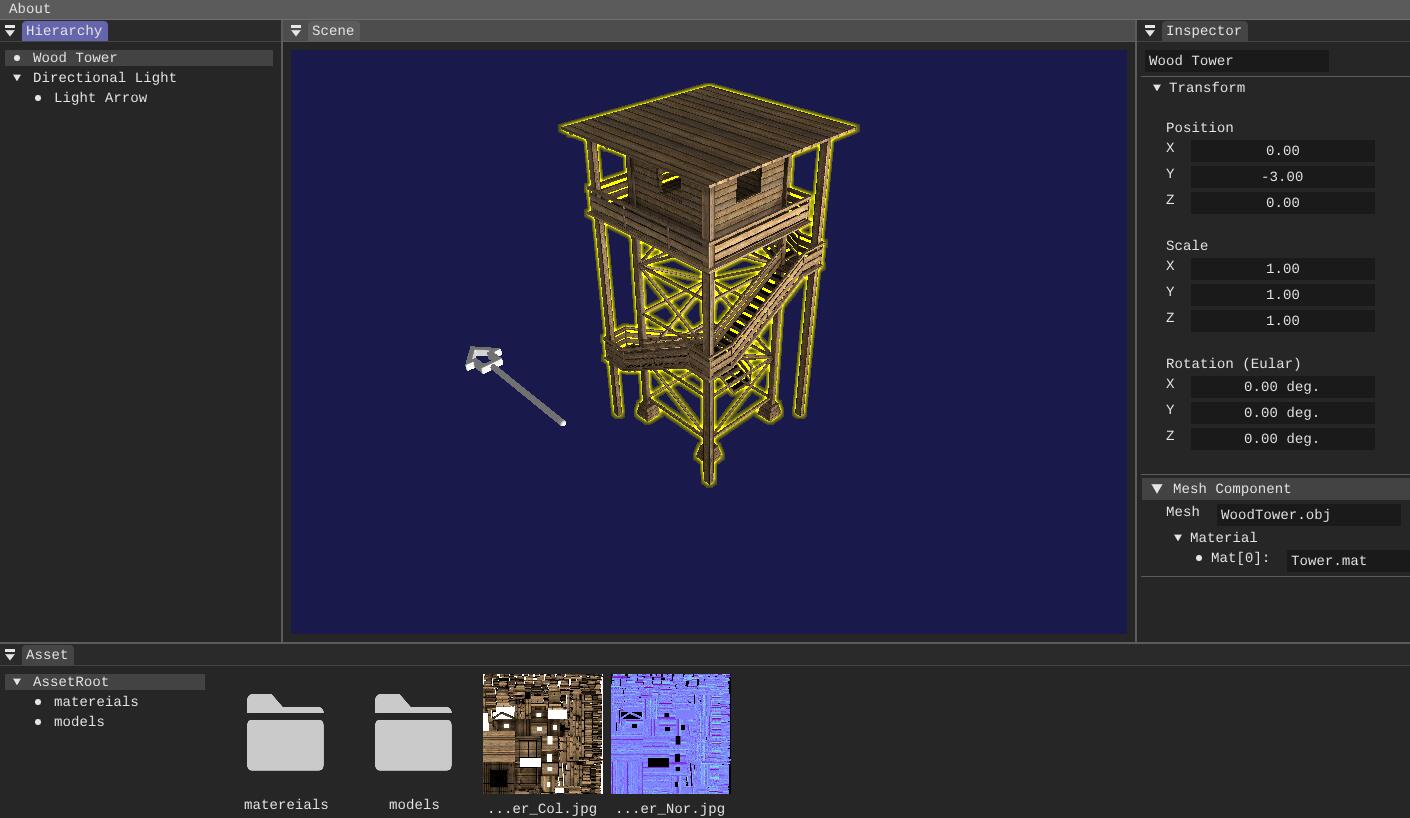 About
Hierarchy
Wood Tower
Directional Light
Light Arrow
Scene
Inspector
Wood Tower
Transform
Position
X 0.00
Y -3.00
Z 0.00
Scale
X 1.00
Y 1.00
Z 1.00
Rotation (Eular)
X 0.00 deg.
Y 0.00 deg.
Z 0.00 deg.
Mesh Component
Mesh WoodTower.obj
Material
Mat[0]: Tower.mat
Asset
AssetRoot
matereials
models
matereials
models
...er_Col.jpg
...er_Nor.jpg